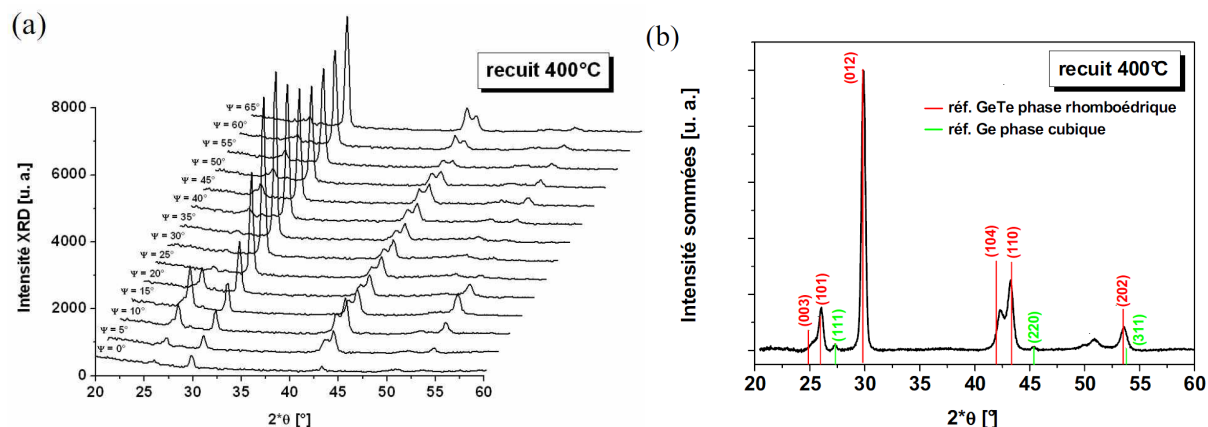 (a)
recuit 400°C
Intensité XRD [u. a.]
8000
6000
4000
2000
0
Ψ = 65°
Ψ = 60°
Ψ = 55°
Ψ = 50°
Ψ = 45°
Ψ = 40°
Ψ = 35°
Ψ = 30°
Ψ = 25°
Ψ = 20°
Ψ = 15°
Ψ = 10°
Ψ = 5°
Ψ = 0°
20 25 30 35 40 45 50 55 60
2*θ [°]
(b)
recuit 400°C
réf. GeTe phase rhomboédrique
réf. Ge phase cubique
Intensité sommées [u. a.]
(003)
(101)
(111)
(012)
(104)
(110)
(220)
(202)
(311)
20 25 30 35 40 45 50 55 60
2*θ [°]